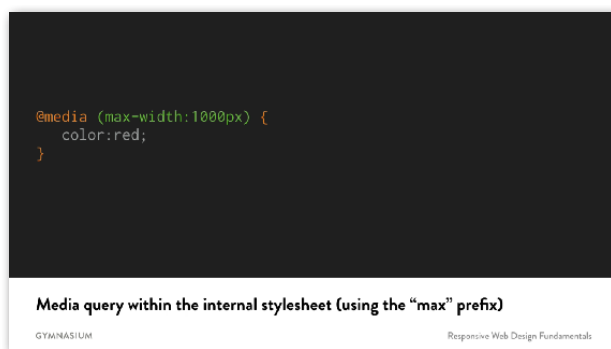 @media (max-width:1000px) {
color:red;
}
Media query within the internal stylesheet (using the “max” prefix)
GYMNASIUM
Responsive Web Design Fundamentals